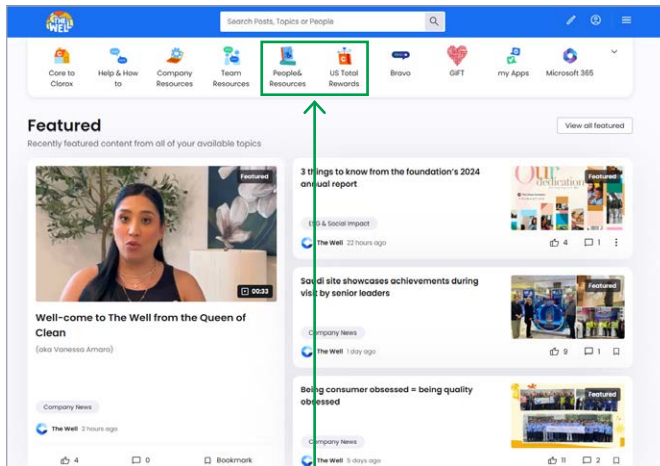 THE
WELL
Search Posts, Topics or People
Core to
Clorox
Help & How
to
Company
Resources
Team
Resources
People&
Resources
US Total
Rewards
Bravo
GIFT
my Apps
Microsoft 365
Featured
View all featured
Recently featured content from all of your available topics
Featured
00:33
Well-come to The Well from the Queen of
Clean
(aka Vanessa Amaro)
Company News
The Well 2 hours ago
4
0
Bookmark
3 things to know from the foundation's 2024
annual report
Featured
Our
dedication
ESG & Social Impact
The Well 22 hours ago
4
1
Saudi site showcases achievements during
visit by senior leaders
Featured
Company News
The Well 1 day ago
9
1
Being consumer obsessed = being quality
obsessed
Featured
Company News
The Well 5 days ago
11
2